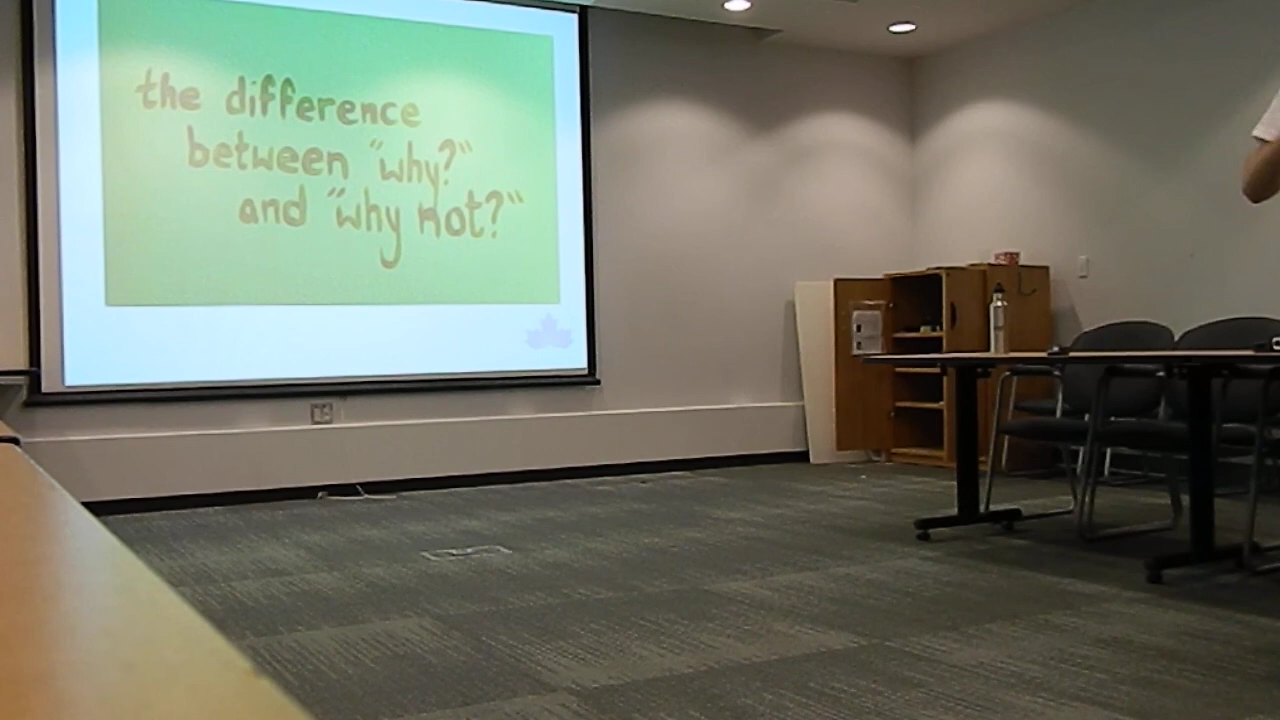 the difference
between "why?"
and "why not?"